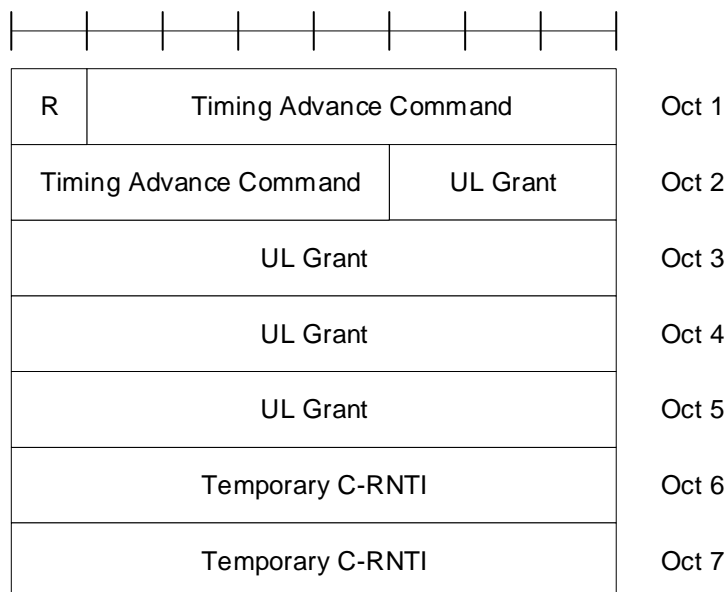 R Timing Advance Command Oct 1
Timing Advance Command UL Grant Oct 2
UL Grant Oct 3
UL Grant Oct 4
UL Grant Oct 5
Temporary C-RNTI Oct 6
Temporary C-RNTI Oct 7